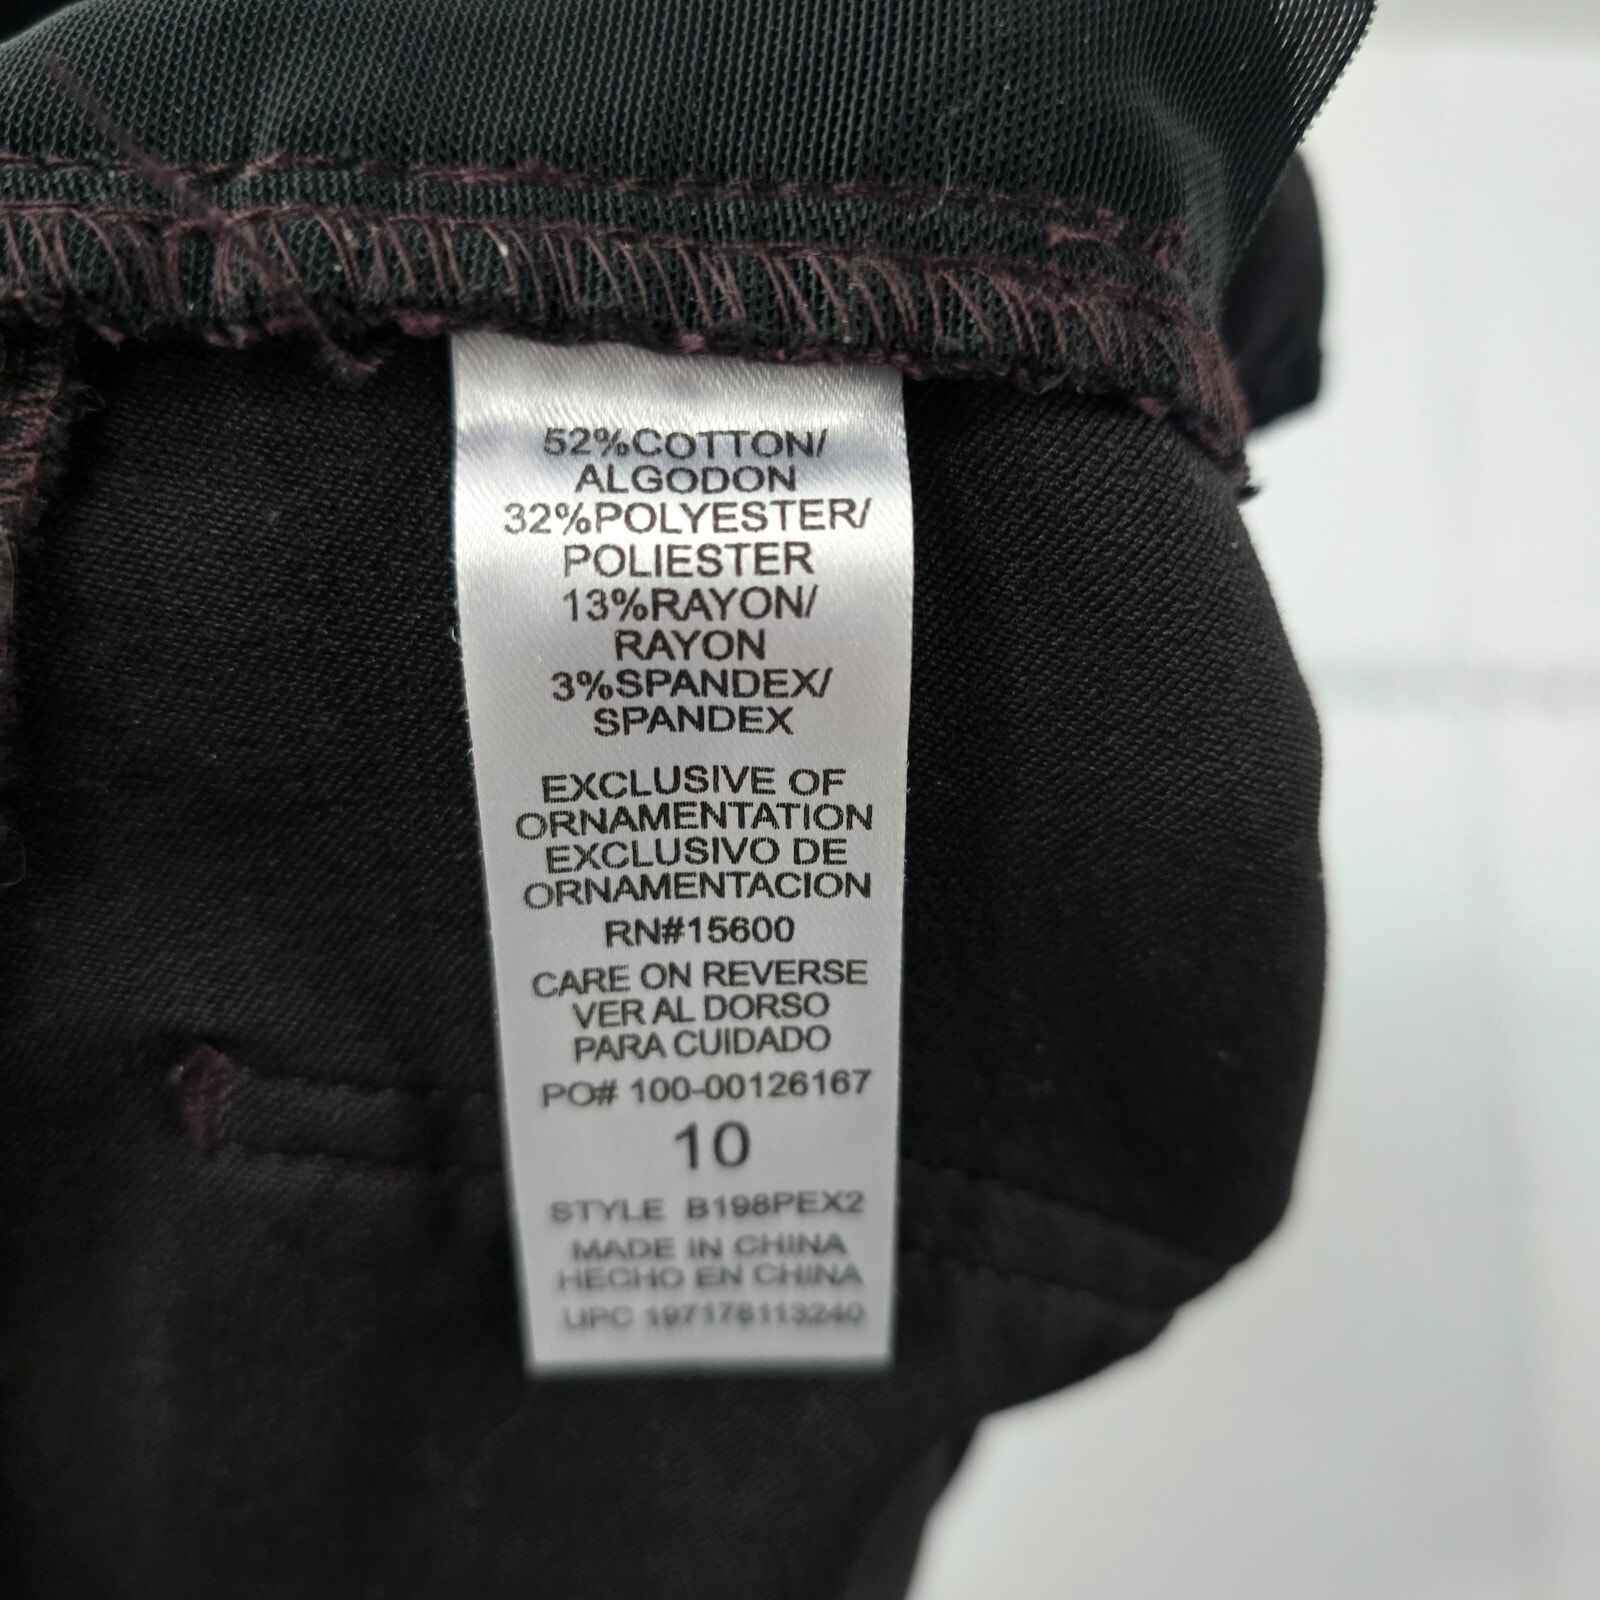 52%COTTON/
ALGODON
32%POLYESTER/
POLIESTER
13%RAYON/
RAYON
3%SPANDEX/
SPANDEX
EXCLUSIVE OF
ORNAMENTATION
EXCLUSIVO DE
ORNAMENTACION
RN#15600
CARE ON REVERSE
VER AL DORSO
PARA CUIDADO
PO# 100-00126167
10
STYLE B198PEX2
MADE IN CHINA
HECHO EN CHINA
UPC 197178113240